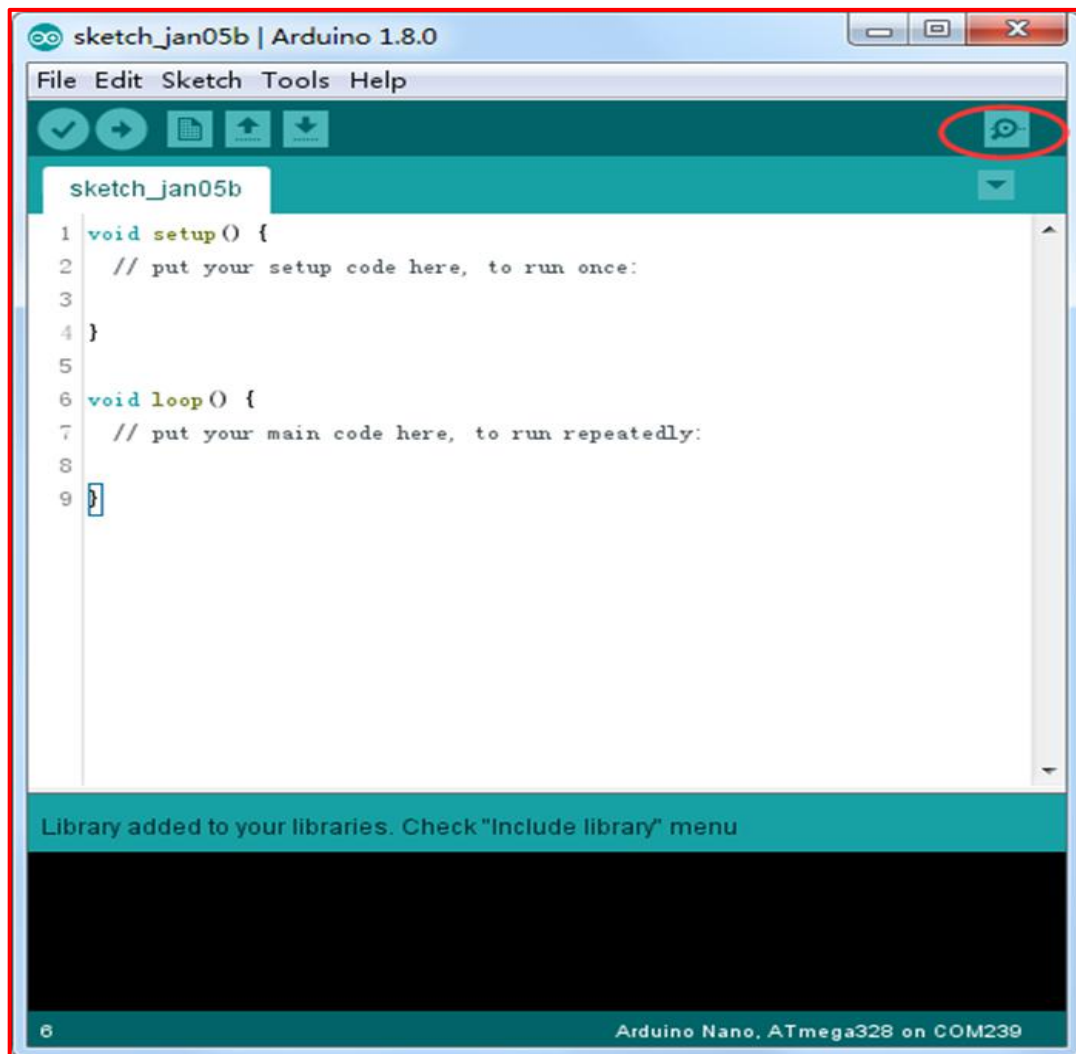 sketch_jan05b | Arduino 1.8.0
File Edit Sketch Tools Help
sketch_jan05b
1 void setup() {
2 // put your setup code here, to run once:
3
4 }
5
6 void loop() {
7 // put your main code here, to run repeatedly:
8
9 }
Library added to your libraries. Check "Include library" menu
6 Arduino Nano, ATmega328 on COM239